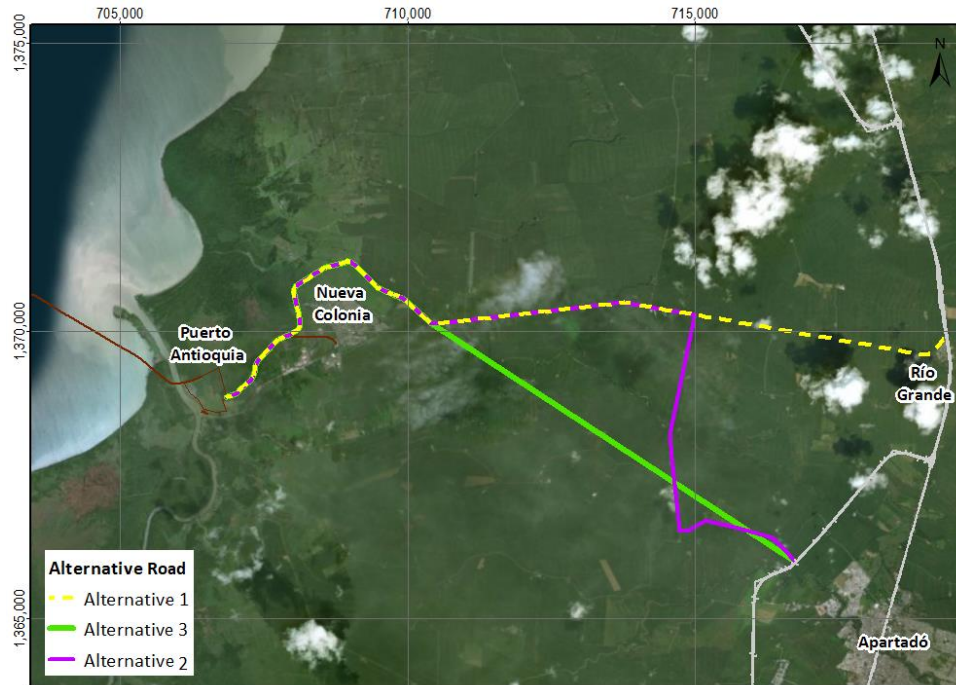 705,000
710,000
715,000
1,375,000
N
Nueva
Colonia
Puerto
Antioquia
1,370,000
Río
Grande
Alternative Road
Alternative 1
Alternative 3
Alternative 2
1,365,000
Apartadó